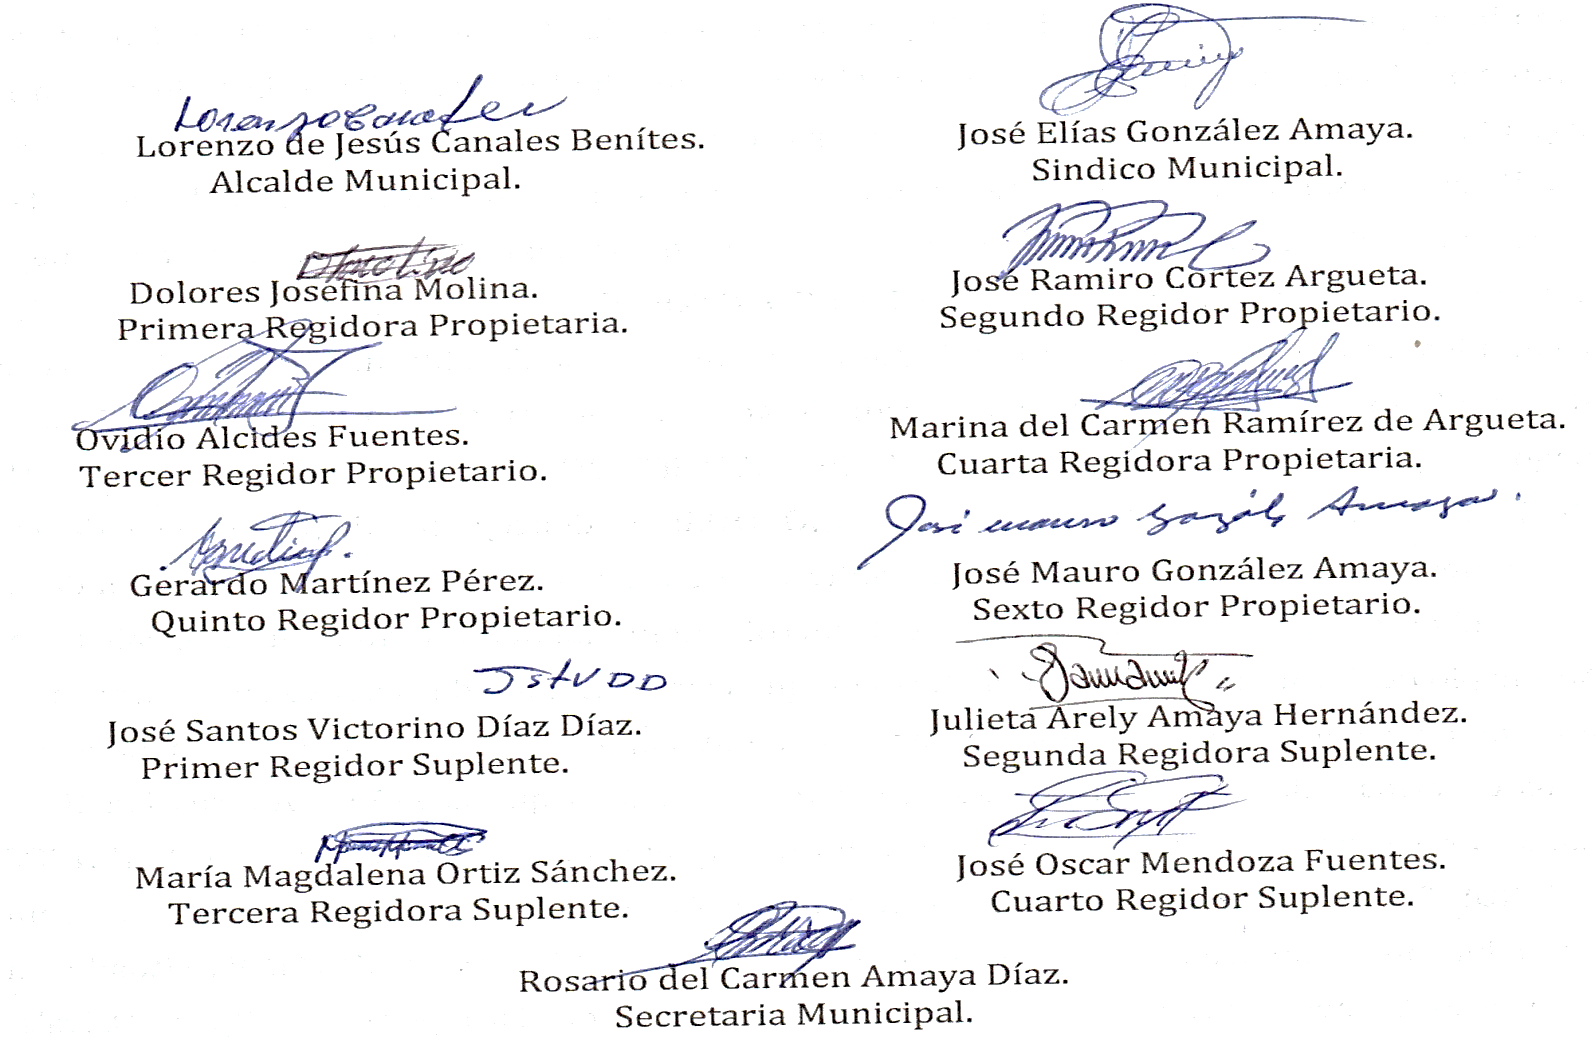 Lorenzo Canales
Lorenzo de Jesús Canales Benítes.
Alcalde Municipal.
José Elías González Amaya.
Sindico Municipal.
Dolores Josefina Molina.
Primera Regidora Propietaria.
José Ramiro Cortez Argueta.
Segundo Regidor Propietario.
Ovidio Alcides Fuentes.
Tercer Regidor Propietario.
Marina del Carmen Ramírez de Argueta.
Cuarta Regidora Propietaria.
Gerardo Martínez Pérez.
Quinto Regidor Propietario.
José Mauro
José Mauro González Amaya.
Sexto Regidor Propietario.
JStVDD
José Santos Victorino Díaz Díaz.
Primer Regidor Suplente.
Julieta Arely Amaya Hernández.
Segunda Regidora Suplente.
María Magdalena Ortiz Sánchez.
Tercera Regidora Suplente.
José Oscar Mendoza Fuentes.
Cuarto Regidor Suplente.
Rosario del Carmen Amaya Díaz.
Secretaria Municipal.